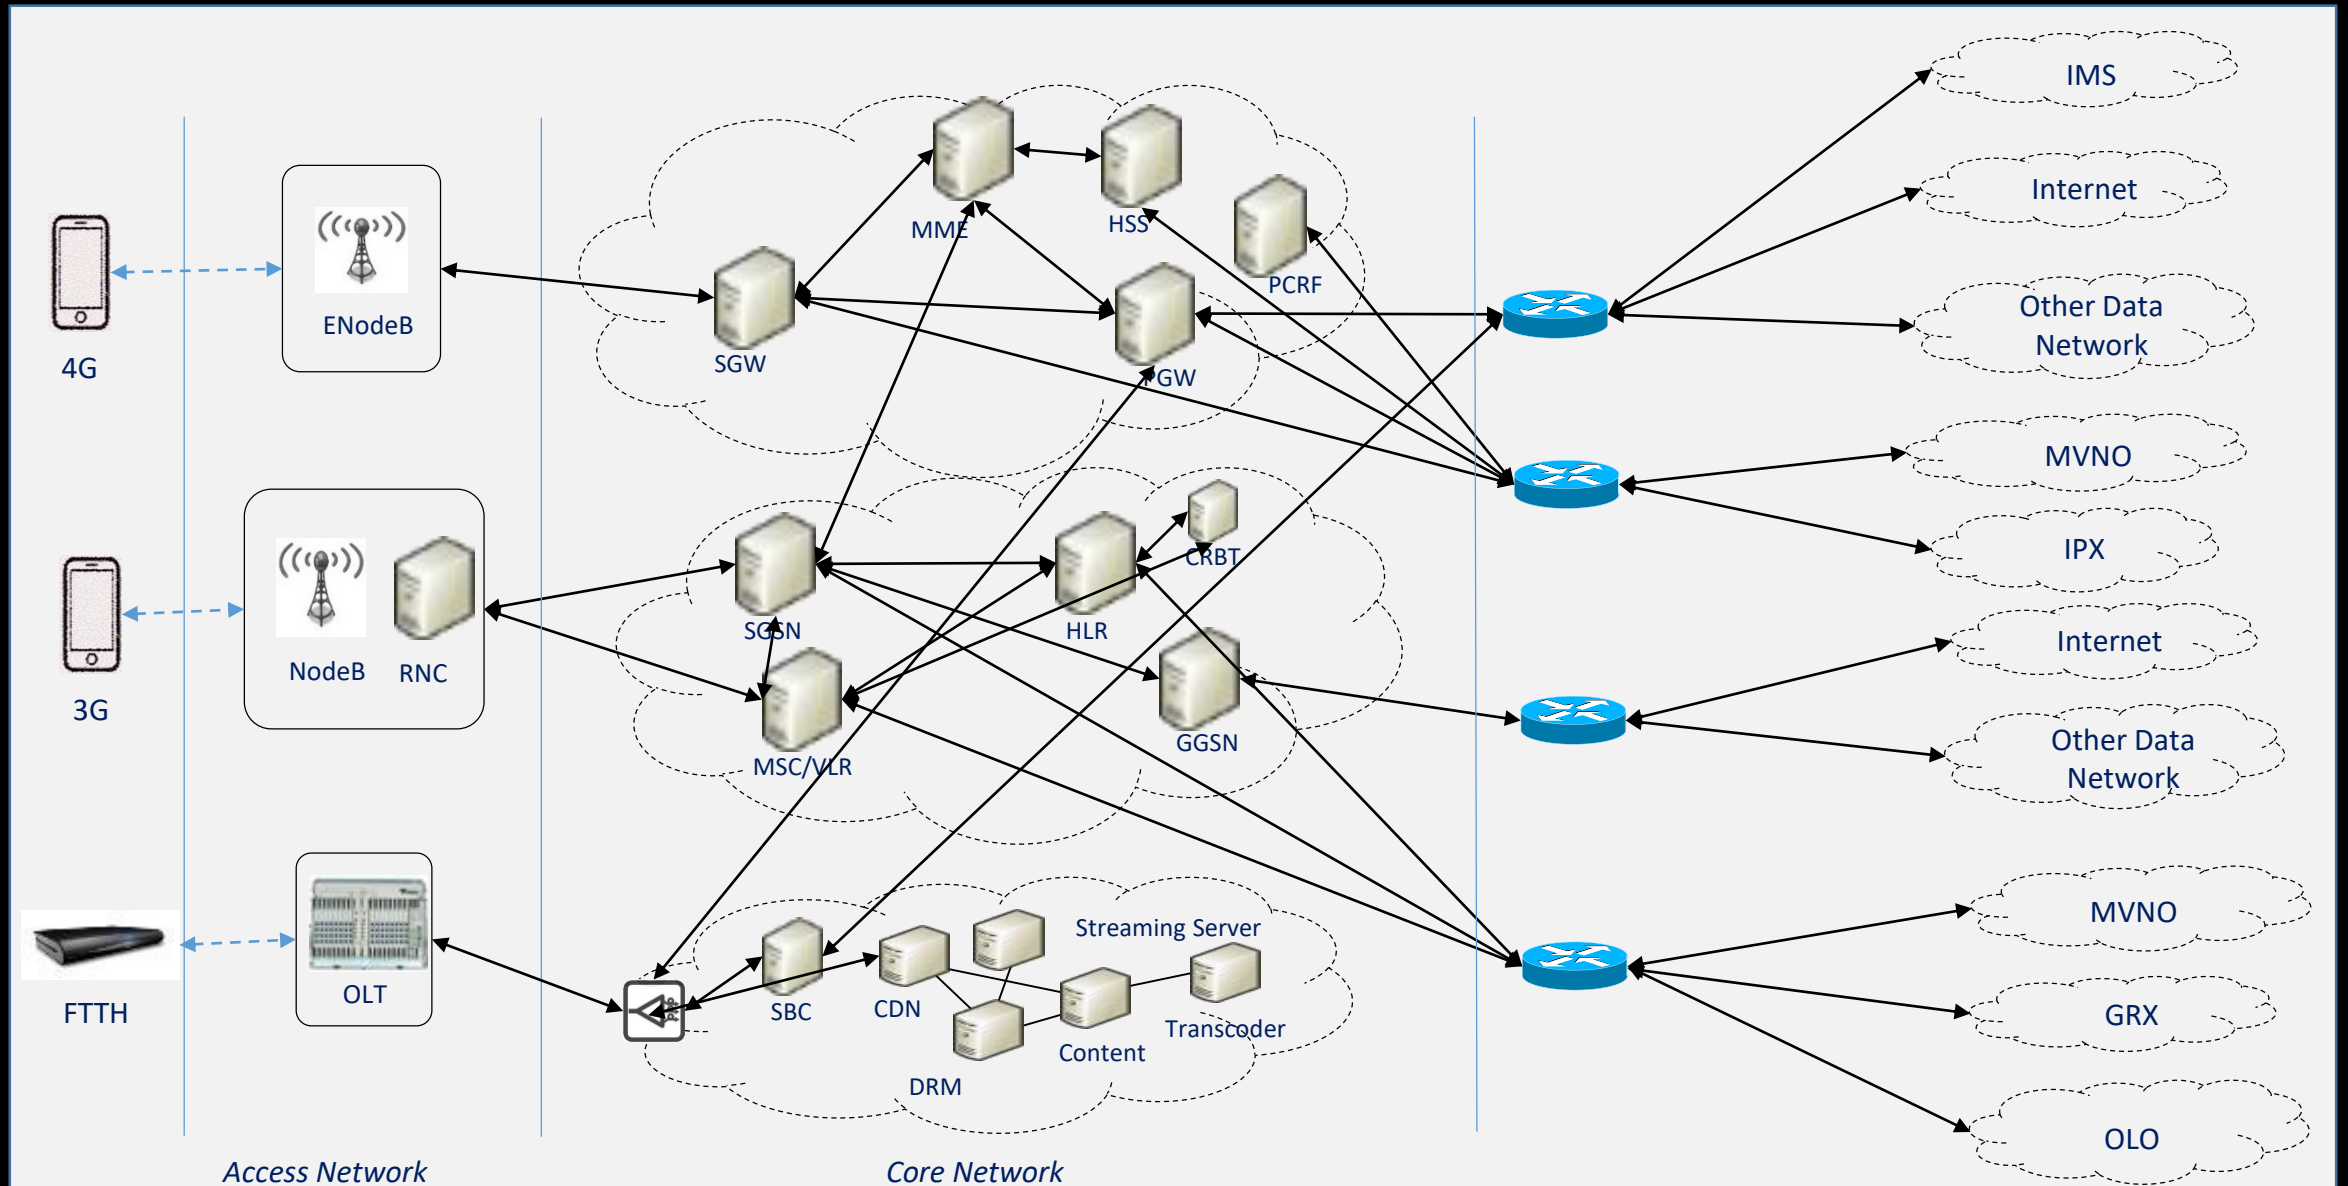 IMS
Internet
Other Data
Network
MME
HSS
PCRF
ENodeB
SGW
PGW
4G
MVNO
IPX
CRBT
SGSN
HLR
NodeB
RNC
3G
MSC/VLR
GGSN
Internet
Other Data
Network
Streaming Server
OLT
SBC
CDN
FTTH
Transcoder
Content
DRM
MVNO
GRX
OLO
Access Network
Core Network